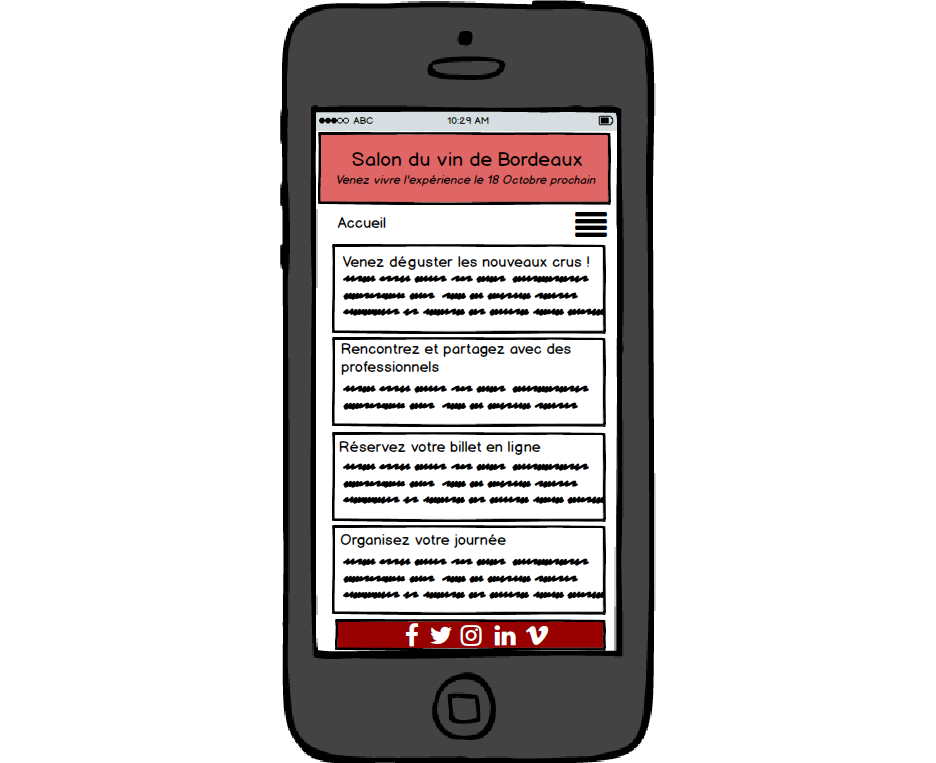 ABC 10:29 AM
Salon du vin de Bordeaux
Venez vivre l'expérience le 18 Octobre prochain
Accueil
Venez déguster les nouveaux crus !
Rencontrez et partagez avec des
professionnels
Réservez votre billet en ligne
Organisez votre journée